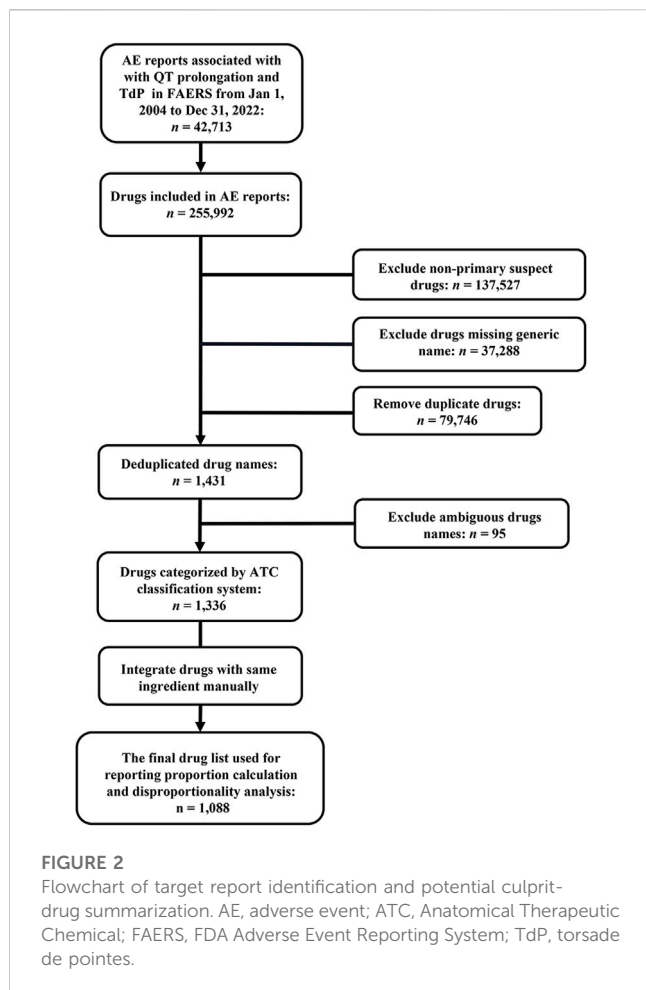 AE reports associated with
with QT prolongation and
TdP in FAERS from Jan 1,
2004 to Dec 31, 2022:
n = 42,713
Drugs included in AE reports:
n = 255,992
Exclude non-primary suspect
drugs: n = 137,527
Exclude drugs missing generic
name: n = 37,288
Remove duplicate drugs:
n = 79,746
Deduplicated drug names:
n = 1,431
Exclude ambiguous drugs
names: n = 95
Drugs categorized by ATC
classification system:
n = 1,336
Integrate drugs with same
ingredient manually
The final drug list used for
reporting proportion calculation
and disproportionality analysis:
n = 1,088
FIGURE 2
Flowchart of target report identification and potential culprit-
drug summarization. AE, adverse event; ATC, Anatomical Therapeutic
Chemical; FAERS, FDA Adverse Event Reporting System; TdP, torsade
de pointes.